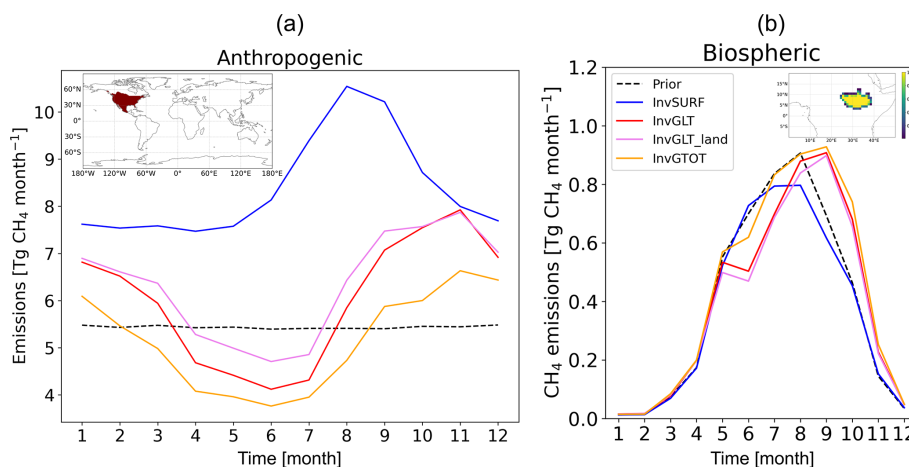 (a)
Anthropogenic
Emissions [Tg CH4 month−1]
10
9
8
7
6
5
4
60°N
30°N
0°
30°S
60°S
180°W 120°W 60°W 0° 60°E 120°E 180°E
1 2 3 4 5 6 7 8 9 10 11 12
Time [month]
(b)
Biospheric
CH4 emissions [Tg CH4 month−1]
1.2
1.0
0.8
0.6
0.4
0.2
0.0
Prior
InvSURF
InvGLT
InvGLT_land
InvGTOT
15°N
10°N
5°N
0°
5°S
10°E 20°E 30°E 40°E 50°E
1 2 3 4 5 6 7 8 9 10 11 12
Time [month]